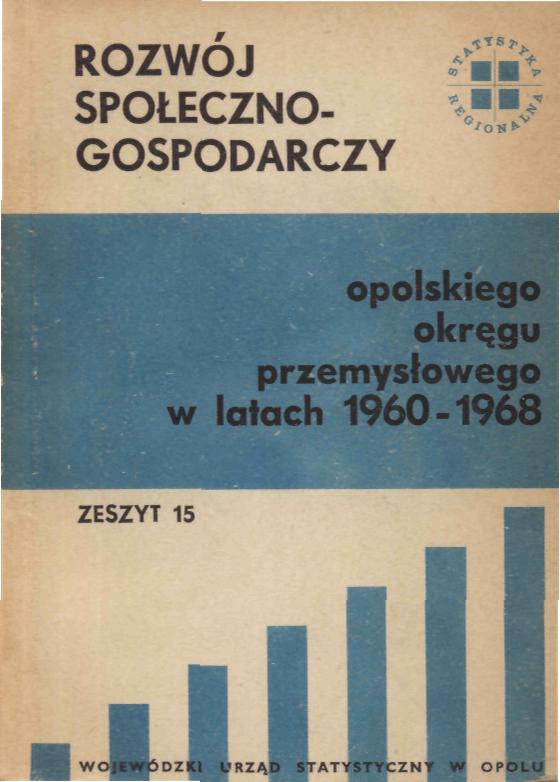 ROZWÓJ
SPOŁECZNO-
GOSPODARCZY
STATYSTYKA
REGIONALNA
opolskiego
okręgu
przemysłowego
w latach 1960-1968
ZESZYT 15
WOJEWÓDZKI URZĄD STATYSTYCZNY W OPOLU